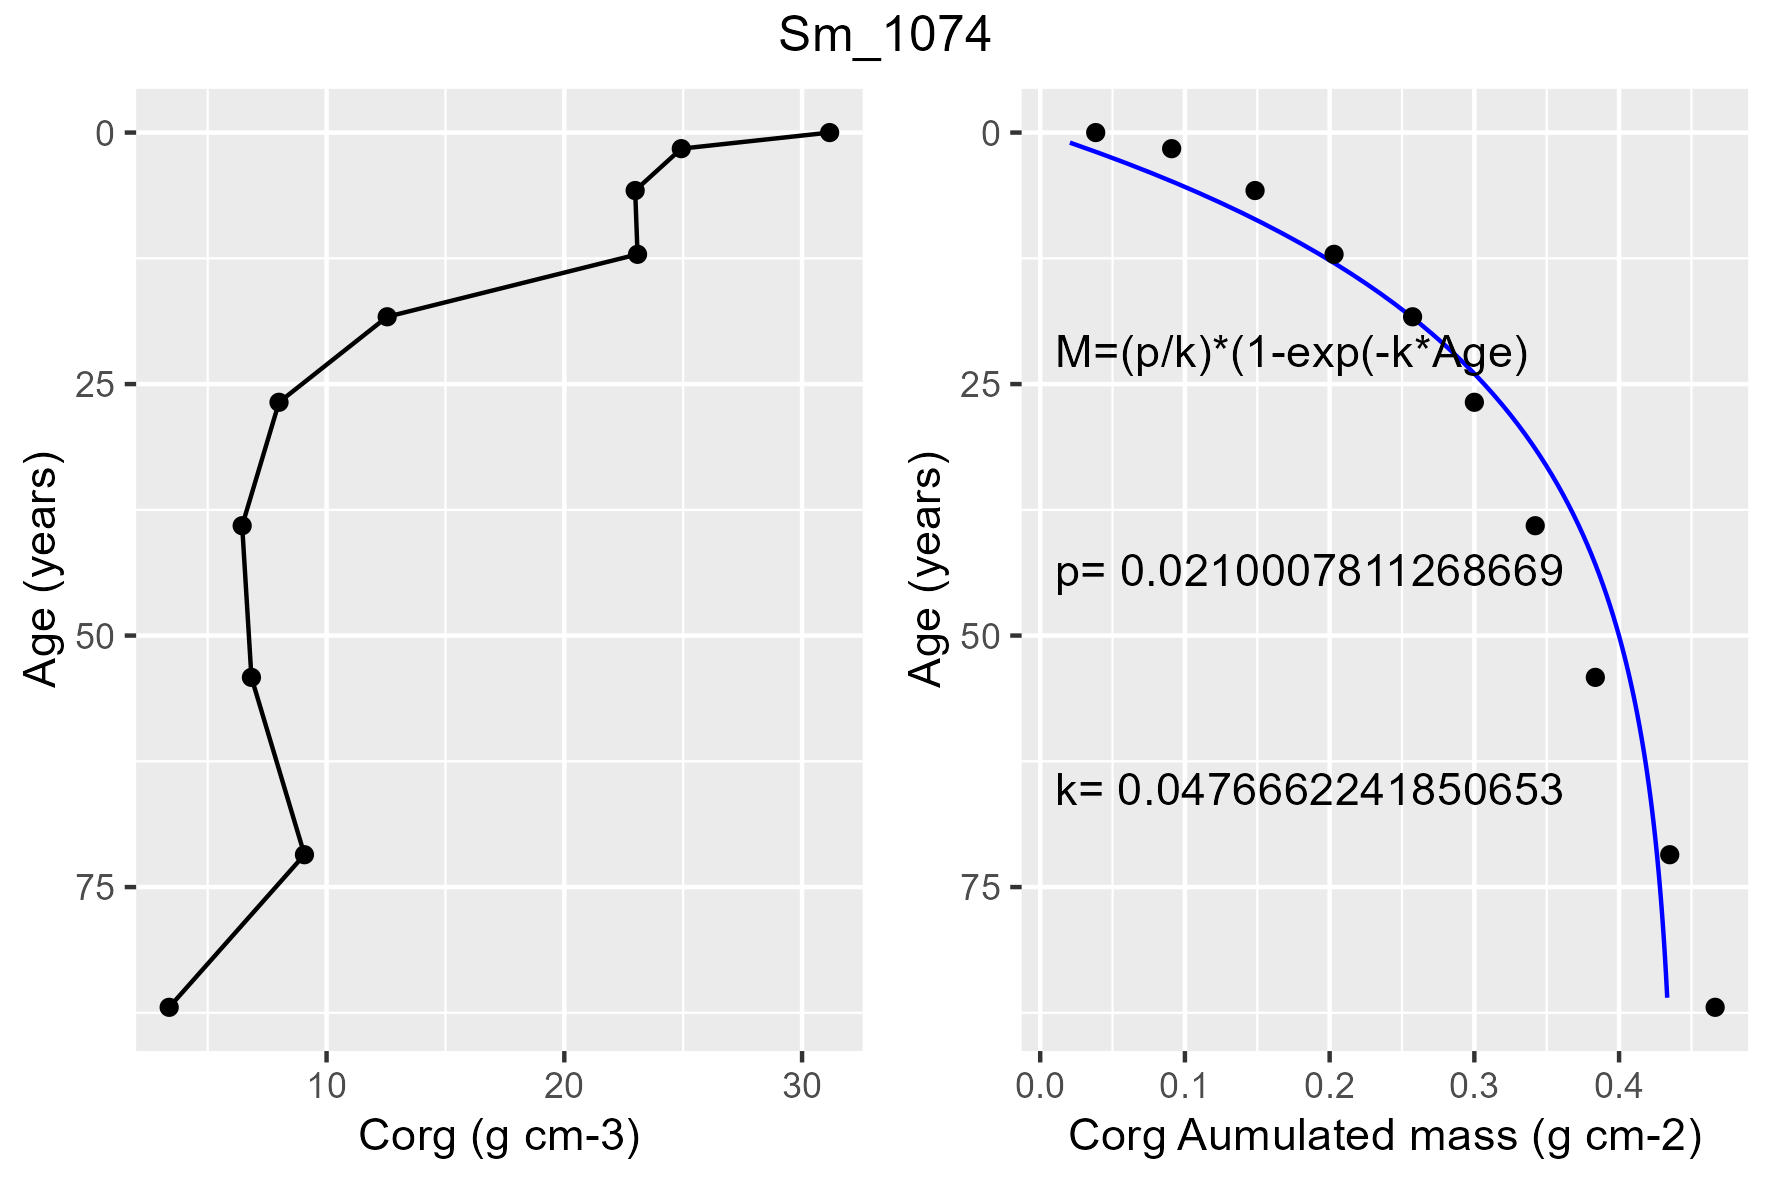 Sm_1074
0
25
50
75
Age (years)
10
20
30
Corg (g cm-3)
0
25
50
75
Age (years)
M=(p/k)*(1-exp(-k*Age)
p= 0.0210007811268669
k= 0.0476662241850653
0.0
0.1
0.2
0.3
0.4
Corg Aumulated mass (g cm-2)